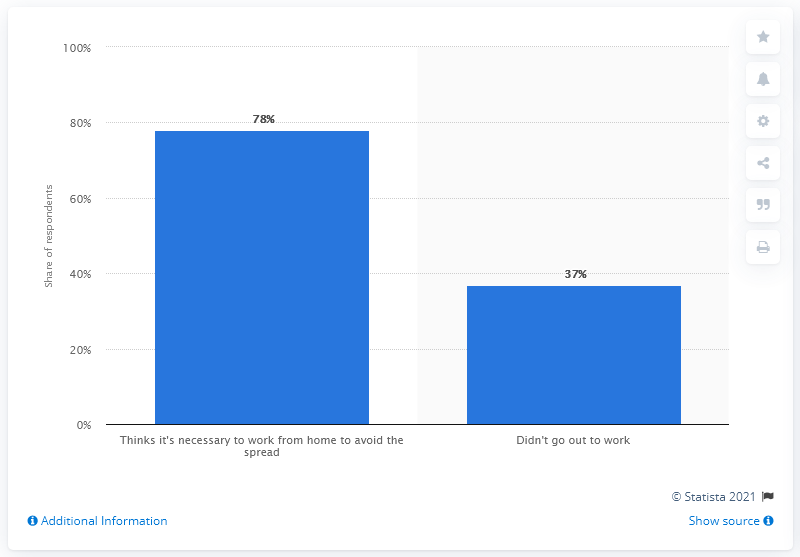 100%
80%
60%
40%
20%
0%
Share of respondents
78%
37%
Thinks it's necessary to work from home to avoid the
spread
Didn't go out to work
© Statista 2021
Additional Information
Show source